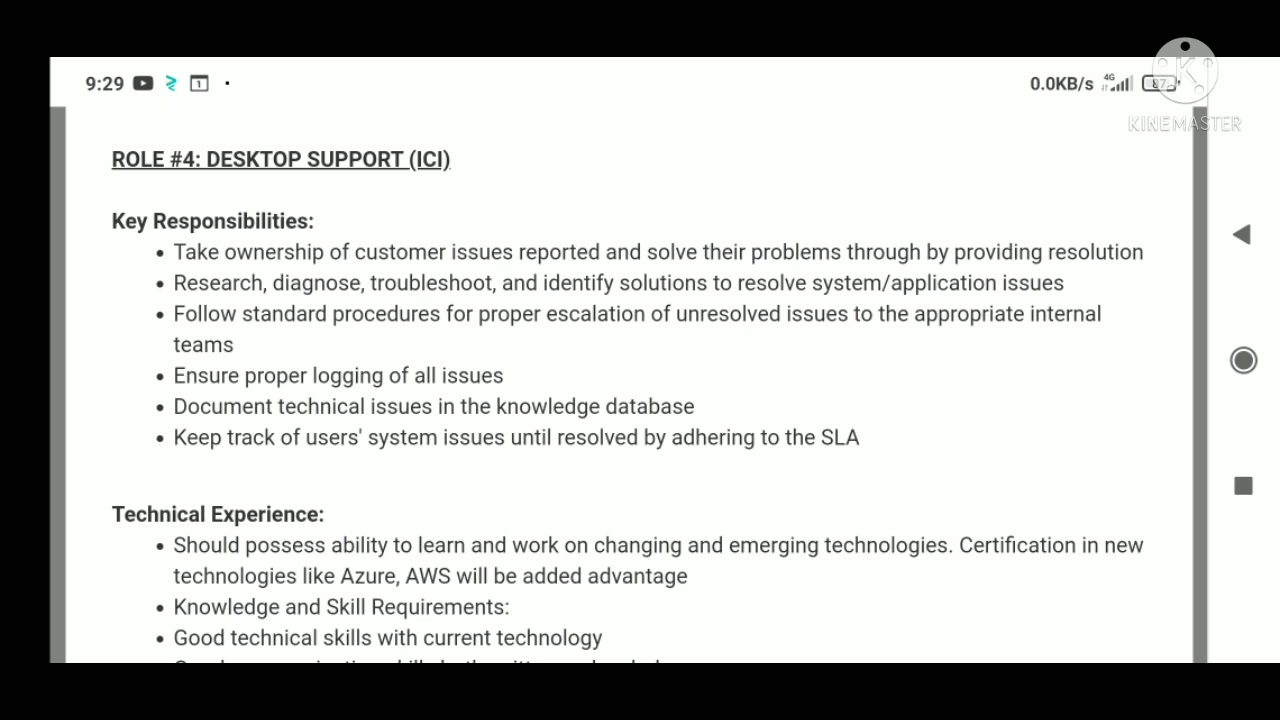 9:29
0.0KB/s 4G 87
KINEMASTER
ROLE #4: DESKTOP SUPPORT (ICI)
Key Responsibilities:
• Take ownership of customer issues reported and solve their problems through by providing resolution
• Research, diagnose, troubleshoot, and identify solutions to resolve system/application issues
• Follow standard procedures for proper escalation of unresolved issues to the appropriate internal
teams
• Ensure proper logging of all issues
• Document technical issues in the knowledge database
• Keep track of users' system issues until resolved by adhering to the SLA
Technical Experience:
• Should possess ability to learn and work on changing and emerging technologies. Certification in new
technologies like Azure, AWS will be added advantage
• Knowledge and Skill Requirements:
• Good technical skills with current technology